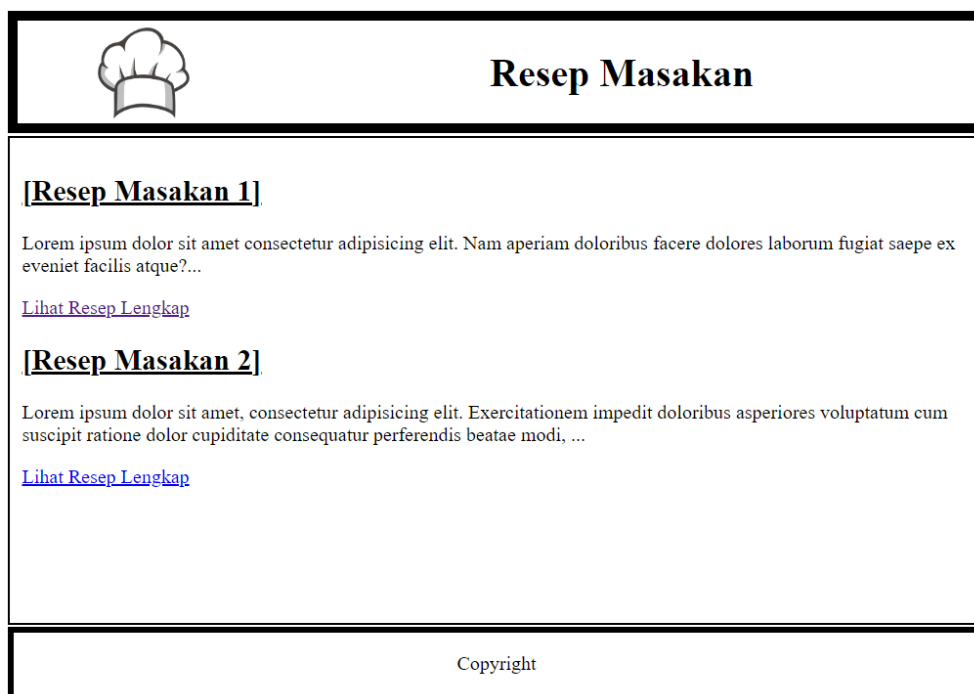 Resep Masakan
[Resep Masakan 1]
Lorem ipsum dolor sit amet consectetur adipisicing elit. Nam aperiam doloribus facere dolores laborum fugiat saepe ex
eveniet facilis atque?...
Lihat Resep Lengkap
[Resep Masakan 2]
Lorem ipsum dolor sit amet, consectetur adipisicing elit. Exercitationem impedit doloribus asperiores voluptatum cum
suscipit ratione dolor cupiditate consequatur perferendis beatae modi, ...
Lihat Resep Lengkap
Copyright